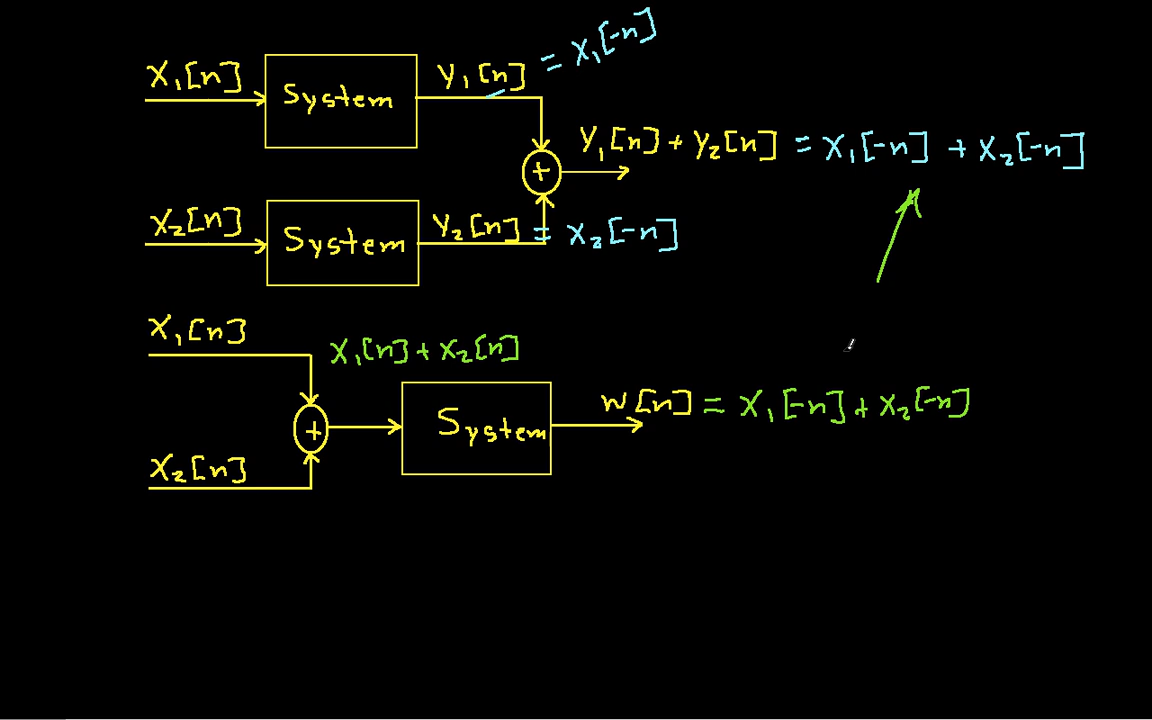 x₁[n] System y₁[n] = x₁[-n]
+ y₁[n] + y₂[n] = x₁[-n] + x₂[-n]
x₂[n] System y₂[n] = x₂[-n]
x₁[n] x₁[n] + x₂[n]
+ System w[n] = x₁[-n] + x₂[-n]
x₂[n]